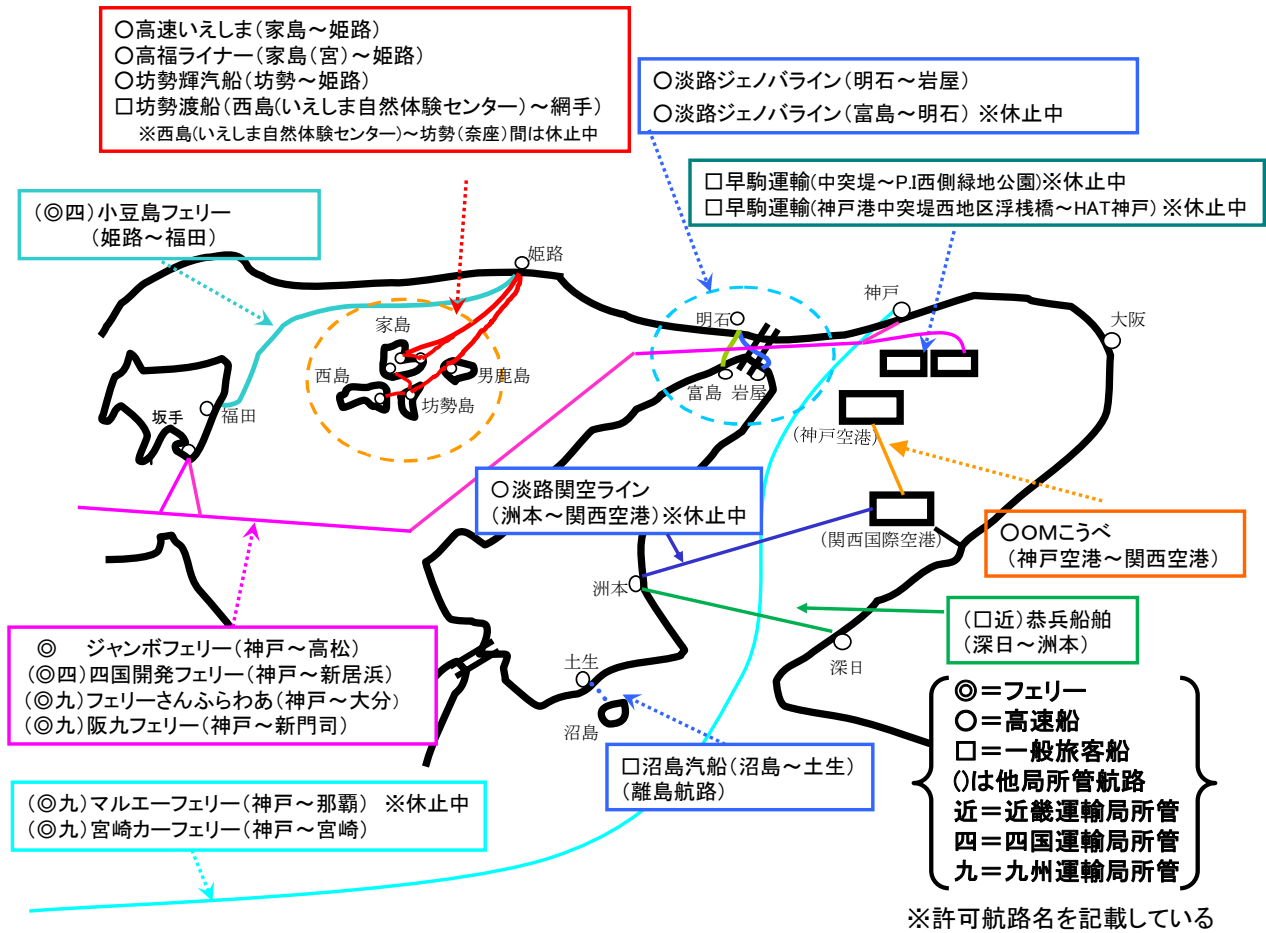 ○高速いえしま(家島～姫路)
○高福ライナー(家島(宮)～姫路)
○坊勢輝汽船(坊勢～姫路)
□坊勢渡船(西島(いえしま自然体験センター)～網手)
※西島(いえしま自然体験センター)～坊勢(奈座)間は休止中
○淡路ジェノバライン(明石～岩屋)
○淡路ジェノバライン(富島～明石) ※休止中
□早駒運輸(中突堤～P.I西側緑地公園)※休止中
□早駒運輸(神戸港中突堤西地区浮桟橋～HAT神戸) ※休止中
(◎四)小豆島フェリー
(姫路～福田)
姫路
神戸
明石
大阪
家島
西島
男鹿島
坊勢島
富島
岩屋
福田
坂手
(神戸空港)
○淡路関空ライン
(洲本～関西空港)※休止中
(関西国際空港)
○OMこうべ
(神戸空港～関西空港)
洲本
(□近)恭兵船舶
(深日～洲本)
深日
◎ ジャンボフェリー(神戸～高松)
(◎四)四国開発フェリー(神戸～新居浜)
(◎九)フェリーさんふらわあ(神戸～大分)
(◎九)阪九フェリー(神戸～新門司)
土生
沼島
□沼島汽船(沼島～土生)
(離島航路)
(◎九)マルエーフェリー(神戸～那覇) ※休止中
(◎九)宮崎カーフェリー(神戸～宮崎)
◎＝フェリー
○＝高速船
□＝一般旅客船
()は他局所管航路
近＝近畿運輸局所管
四＝四国運輸局所管
九＝九州運輸局所管
※許可航路名を記載している